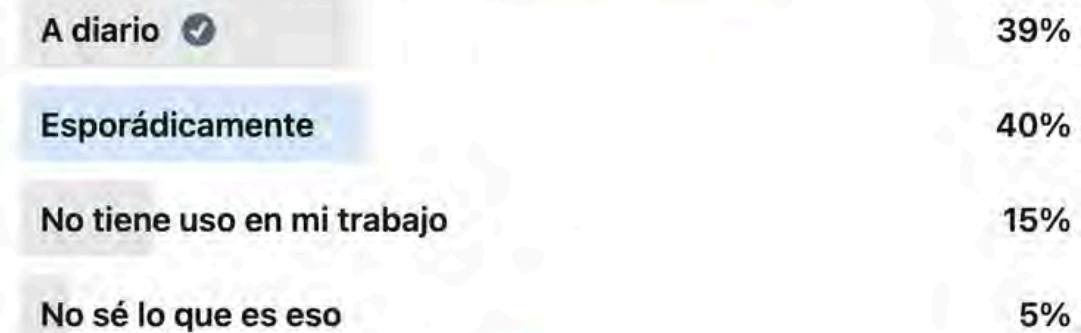 A diario 39%
Esporádicamente 40%
No tiene uso en mi trabajo 15%
No sé lo que es eso 5%